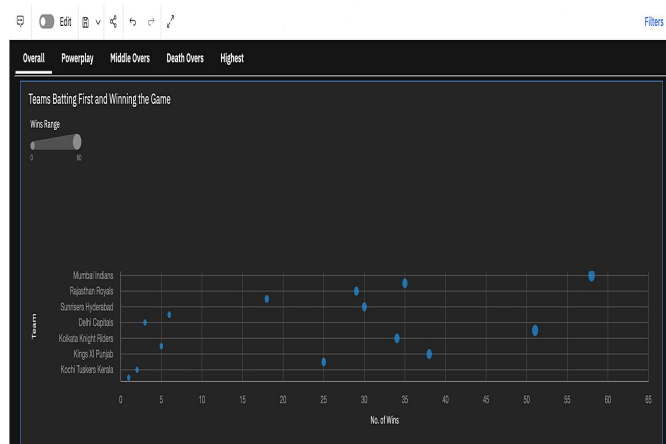 Edit
Filters
Overall Powerplay Middle Overs Death Overs Highest
Teams Batting First and Winning the Game
Wins Range
0 60
Mumbai Indians
Rajasthan Royals
Sunrisers Hyderabad
Delhi Capitals
Kolkata Knight Riders
Kings XI Punjab
Kochi Tuskers Kerala
Team
0 5 10 15 20 25 30 35 40 45 50 55 60 65
No. of Wins